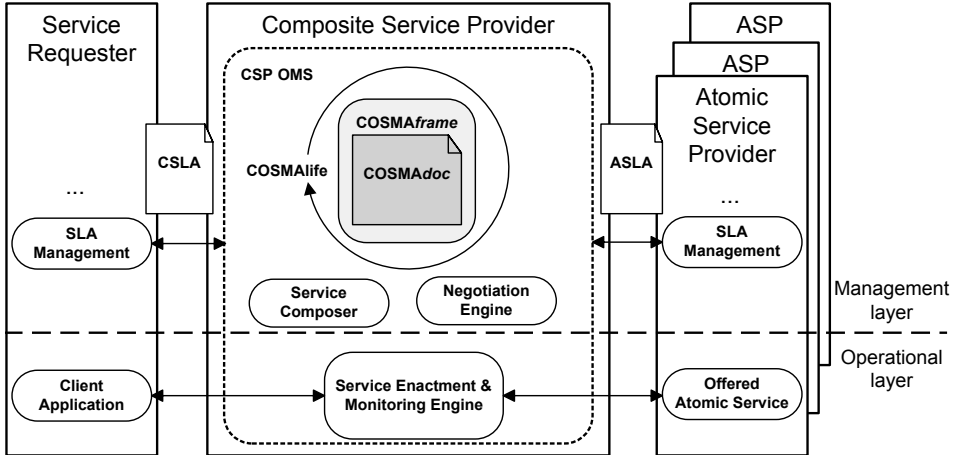 Service
Requester
Composite Service Provider
ASP
ASP
Atomic
Service
Provider
CSP OMS
COSMAframe
COSMAdoc
COSMAlife
CSLA
ASLA
...
...
SLA
Management
SLA
Management
Service
Composer
Negotiation
Engine
Management
layer
Operational
layer
Client
Application
Service Enactment &
Monitoring Engine
Offered
Atomic Service